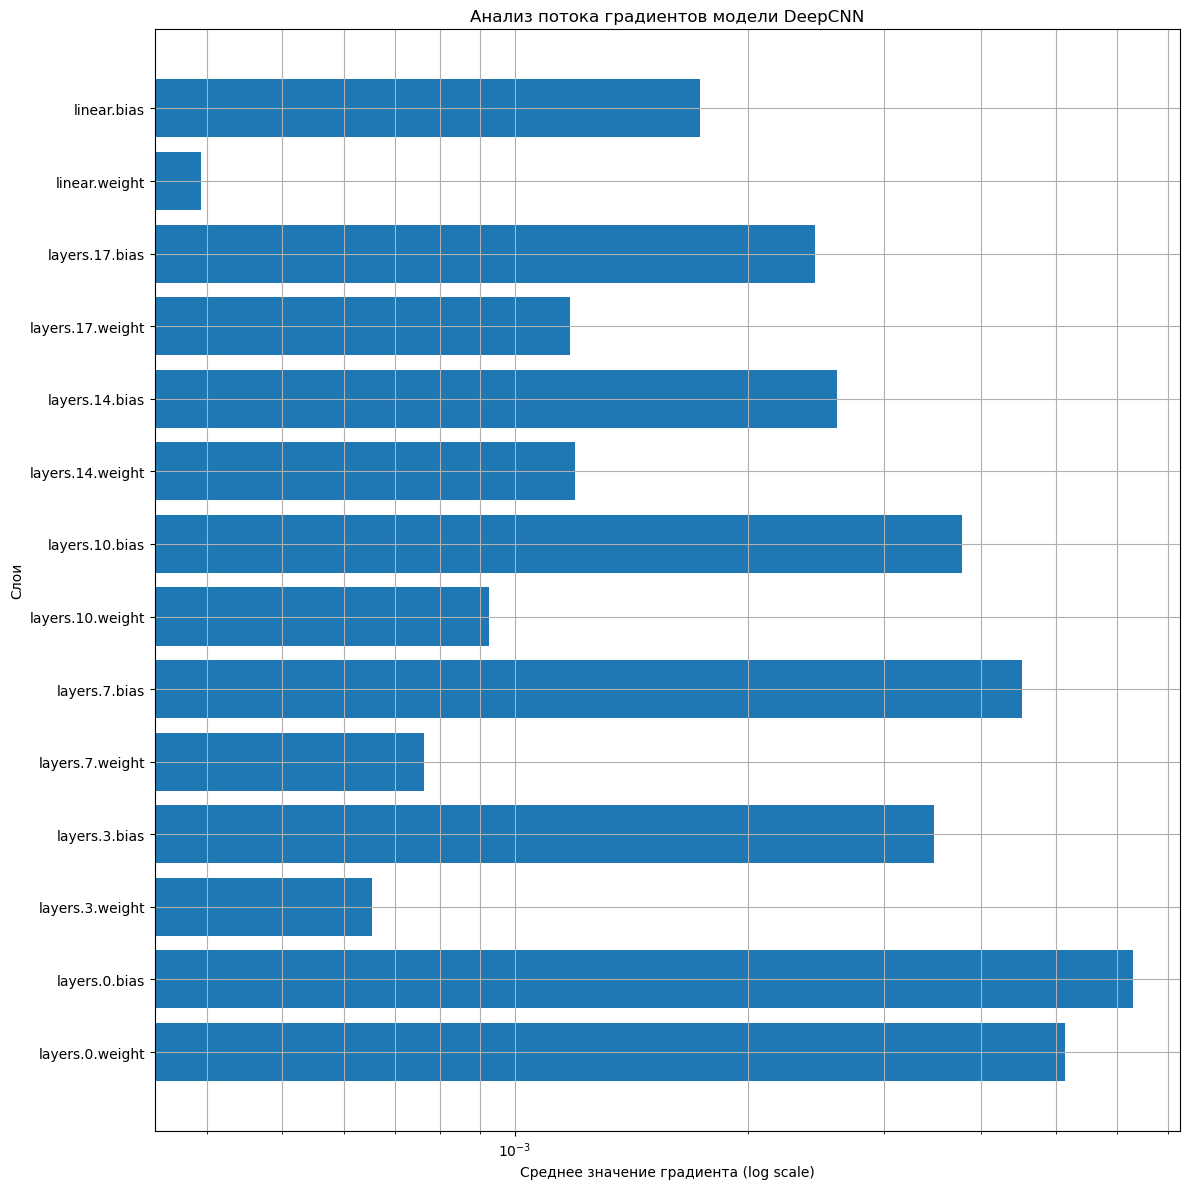 Анализ потока градиентов модели DeepCNN
linear.bias
linear.weight
layers.17.bias
layers.17.weight
layers.14.bias
layers.14.weight
layers.10.bias
layers.10.weight
layers.7.bias
layers.7.weight
layers.3.bias
layers.3.weight
layers.0.bias
layers.0.weight
Слои
10⁻³
Среднее значение градиента (log scale)